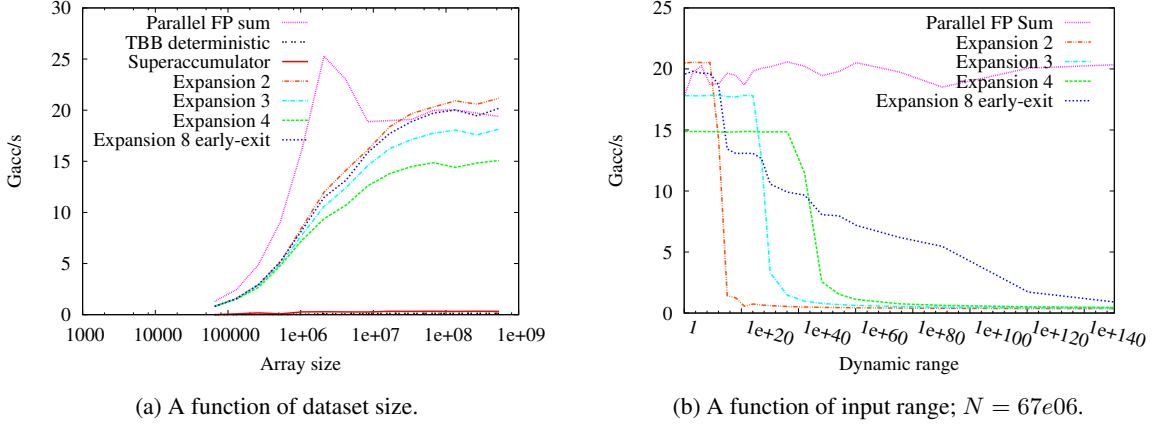 30
25
20
15
10
5
0
Gacc/s
Parallel FP sum
TBB deterministic
Superaccumulator
Expansion 2
Expansion 3
Expansion 4
Expansion 8 early-exit
1000 10000 100000 1e+06 1e+07 1e+08 1e+09
Array size
(a) A function of dataset size.
25
20
15
10
5
0
Gacc/s
Parallel FP Sum
Expansion 2
Expansion 3
Expansion 4
Expansion 8 early-exit
1 1e+20 1e+40 1e+60 1e+80 1e+100 1e+120 1e+140
Dynamic range
(b) A function of input range; N = 67e06.